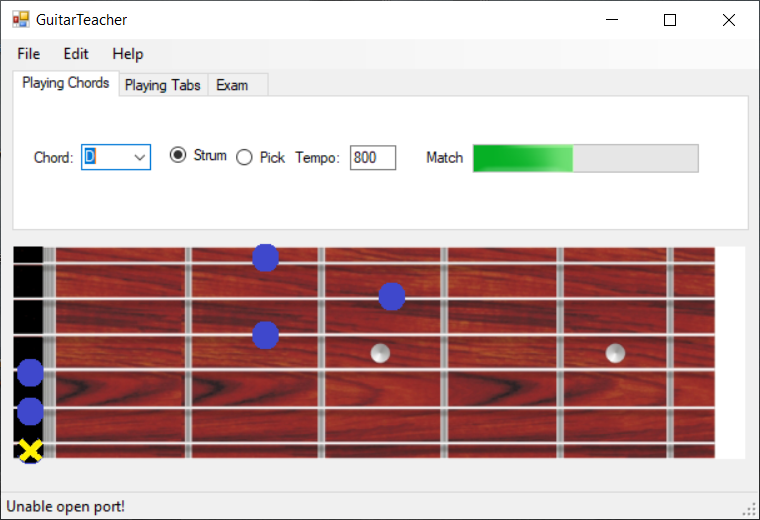 GuitarTeacher
File Edit Help
Playing Chords Playing Tabs Exam
Chord: D Strum Pick Tempo: 800 Match
Unable open port!